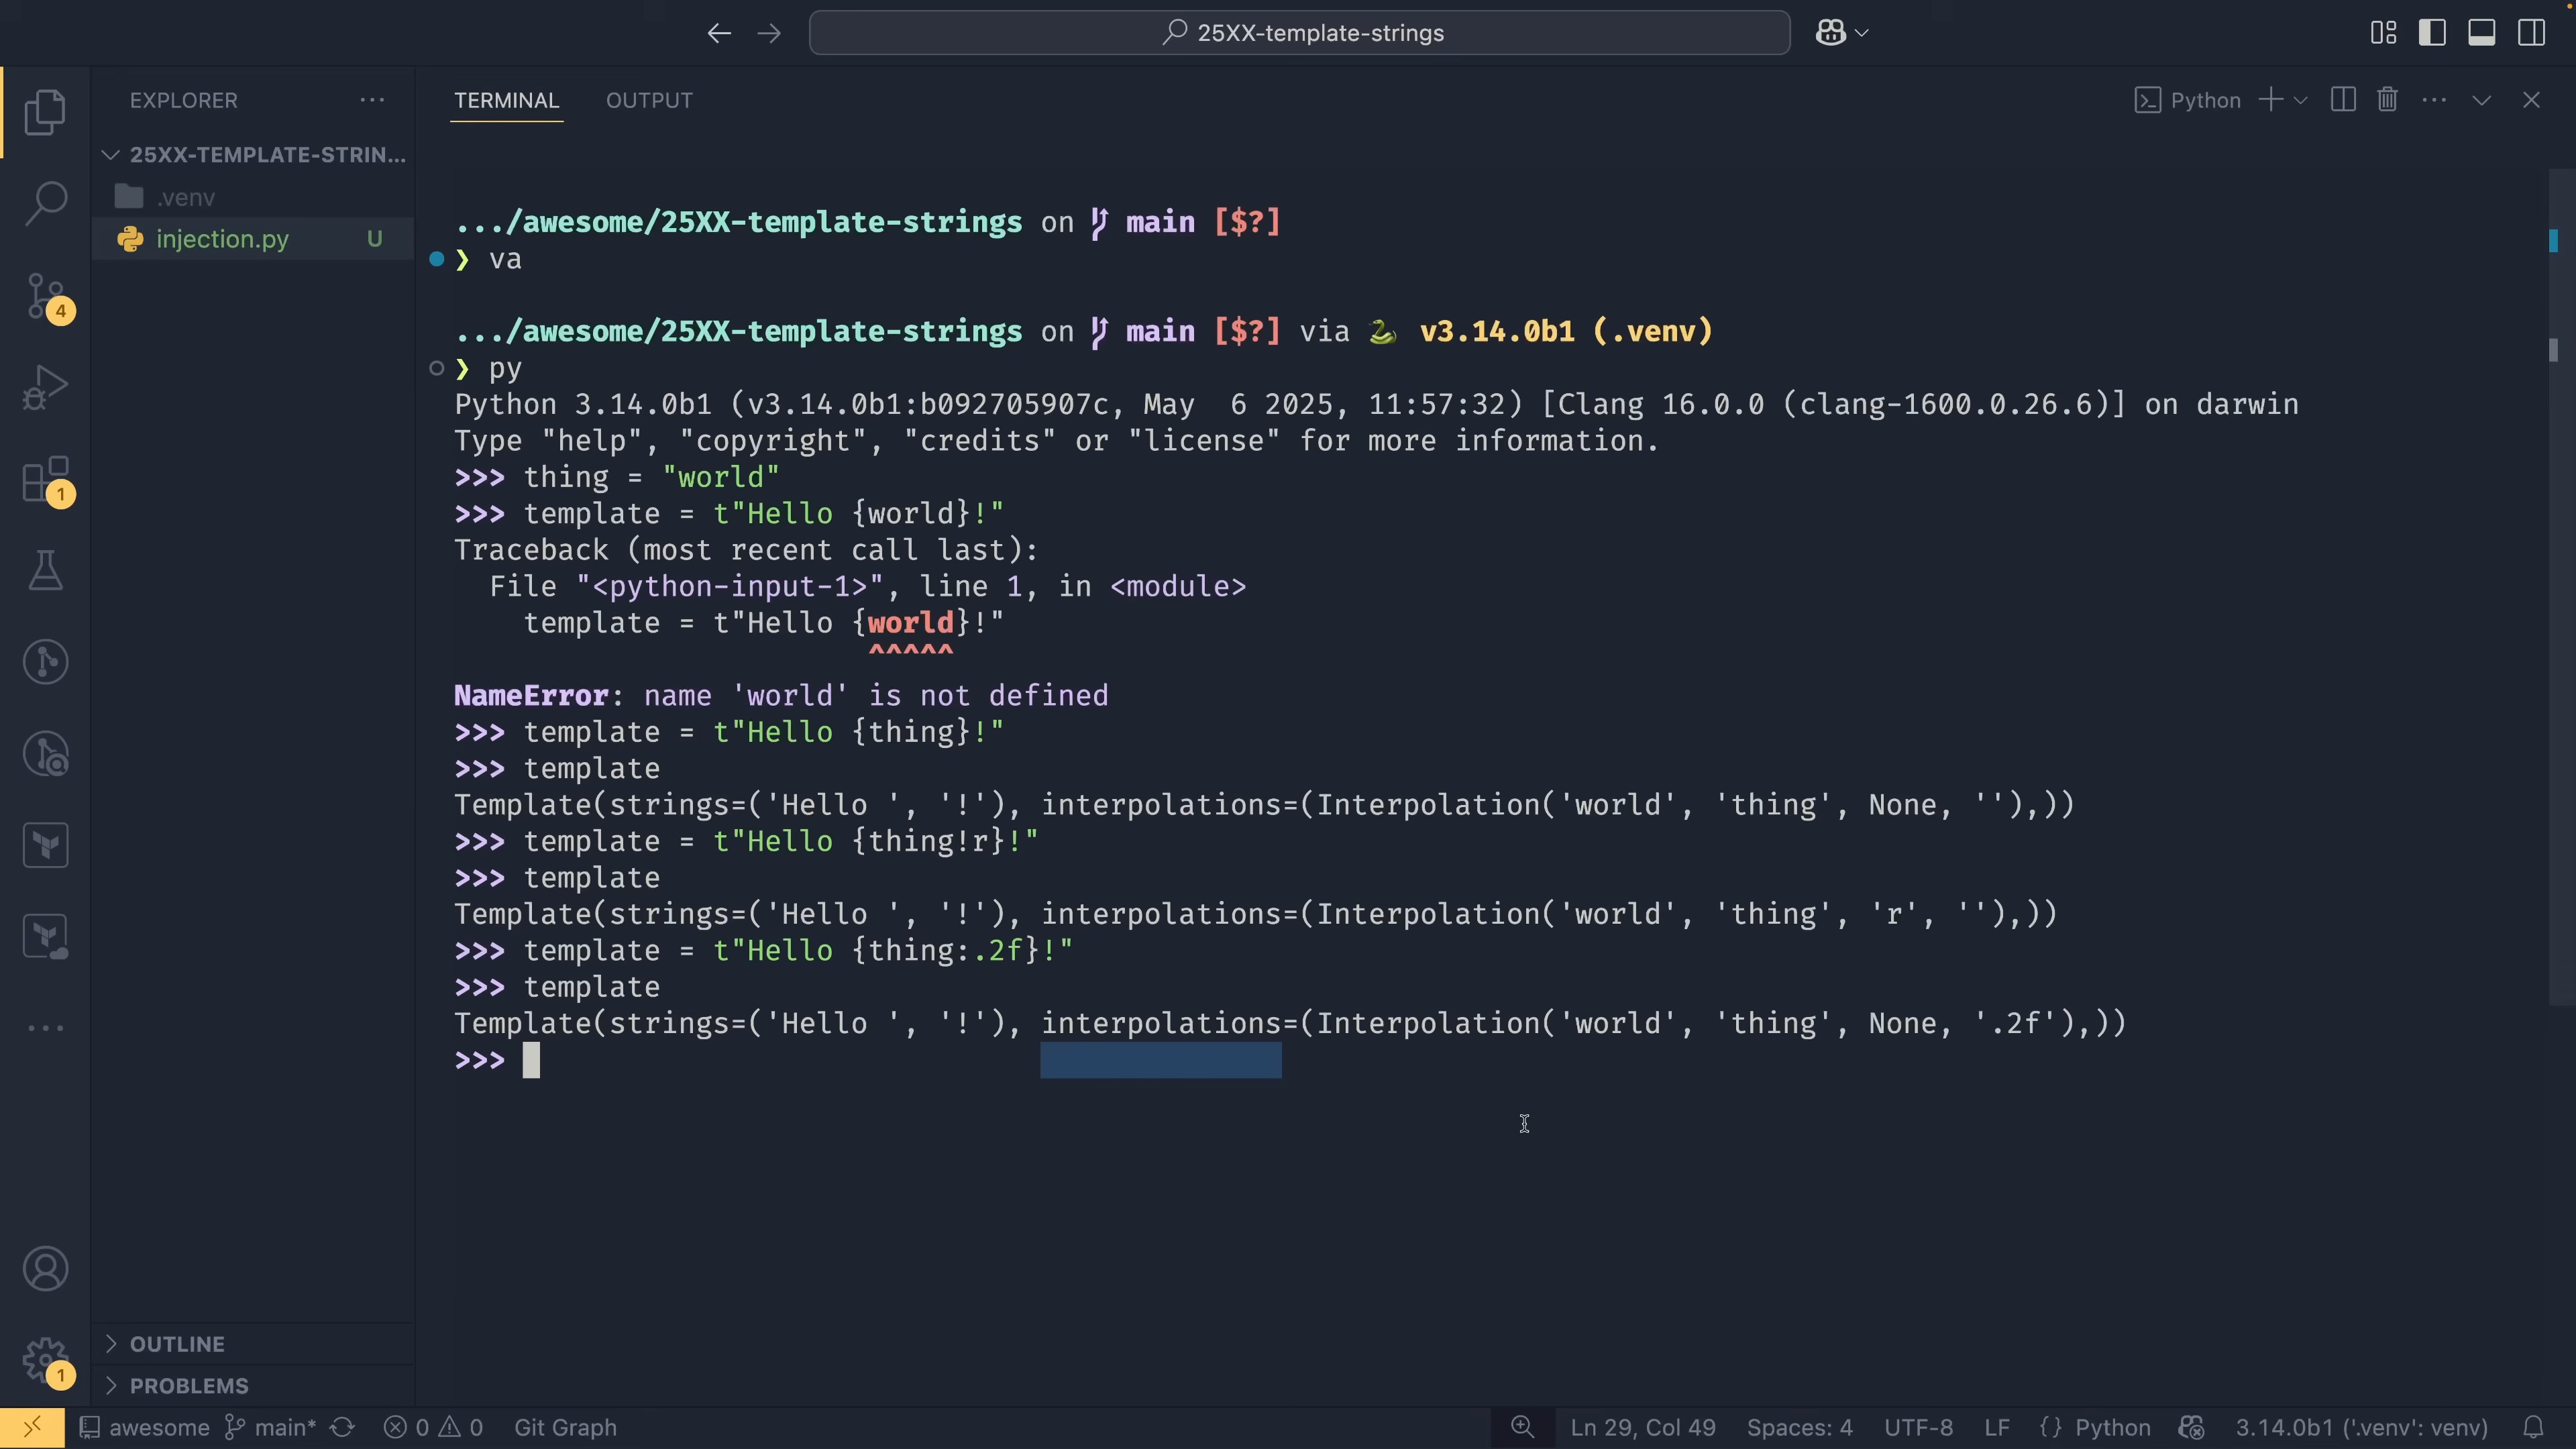 25XX-template-strings
EXPLORER
25XX-TEMPLATE-STRIN...
.venv
injection.py U
4
1
1
OUTLINE
PROBLEMS
TERMINAL OUTPUT
Python
.../awesome/25XX-template-strings on main [$?]
❯ va
.../awesome/25XX-template-strings on main [$?] via 🐍 v3.14.0b1 (.venv)
❯ py
Python 3.14.0b1 (v3.14.0b1:b092705907c, May  6 2025, 11:57:32) [Clang 16.0.0 (clang-1600.0.26.6)] on darwin
Type "help", "copyright", "credits" or "license" for more information.
>>> thing = "world"
>>> template = t"Hello {world}!"
Traceback (most recent call last):
  File "<python-input-1>", line 1, in <module>
    template = t"Hello {world}!"
                        ^^^^^
NameError: name 'world' is not defined
>>> template = t"Hello {thing}!"
>>> template
Template(strings=('Hello ', '!'), interpolations=(Interpolation('world', 'thing', None, ''),))
>>> template = t"Hello {thing!r}!"
>>> template
Template(strings=('Hello ', '!'), interpolations=(Interpolation('world', 'thing', 'r', ''),))
>>> template = t"Hello {thing:.2f}!"
>>> template
Template(strings=('Hello ', '!'), interpolations=(Interpolation('world', 'thing', None, '.2f'),))
>>>
awesome main* 0 0 Git Graph Ln 29, Col 49 Spaces: 4 UTF-8 LF {} Python 3.14.0b1 ('.venv': venv)